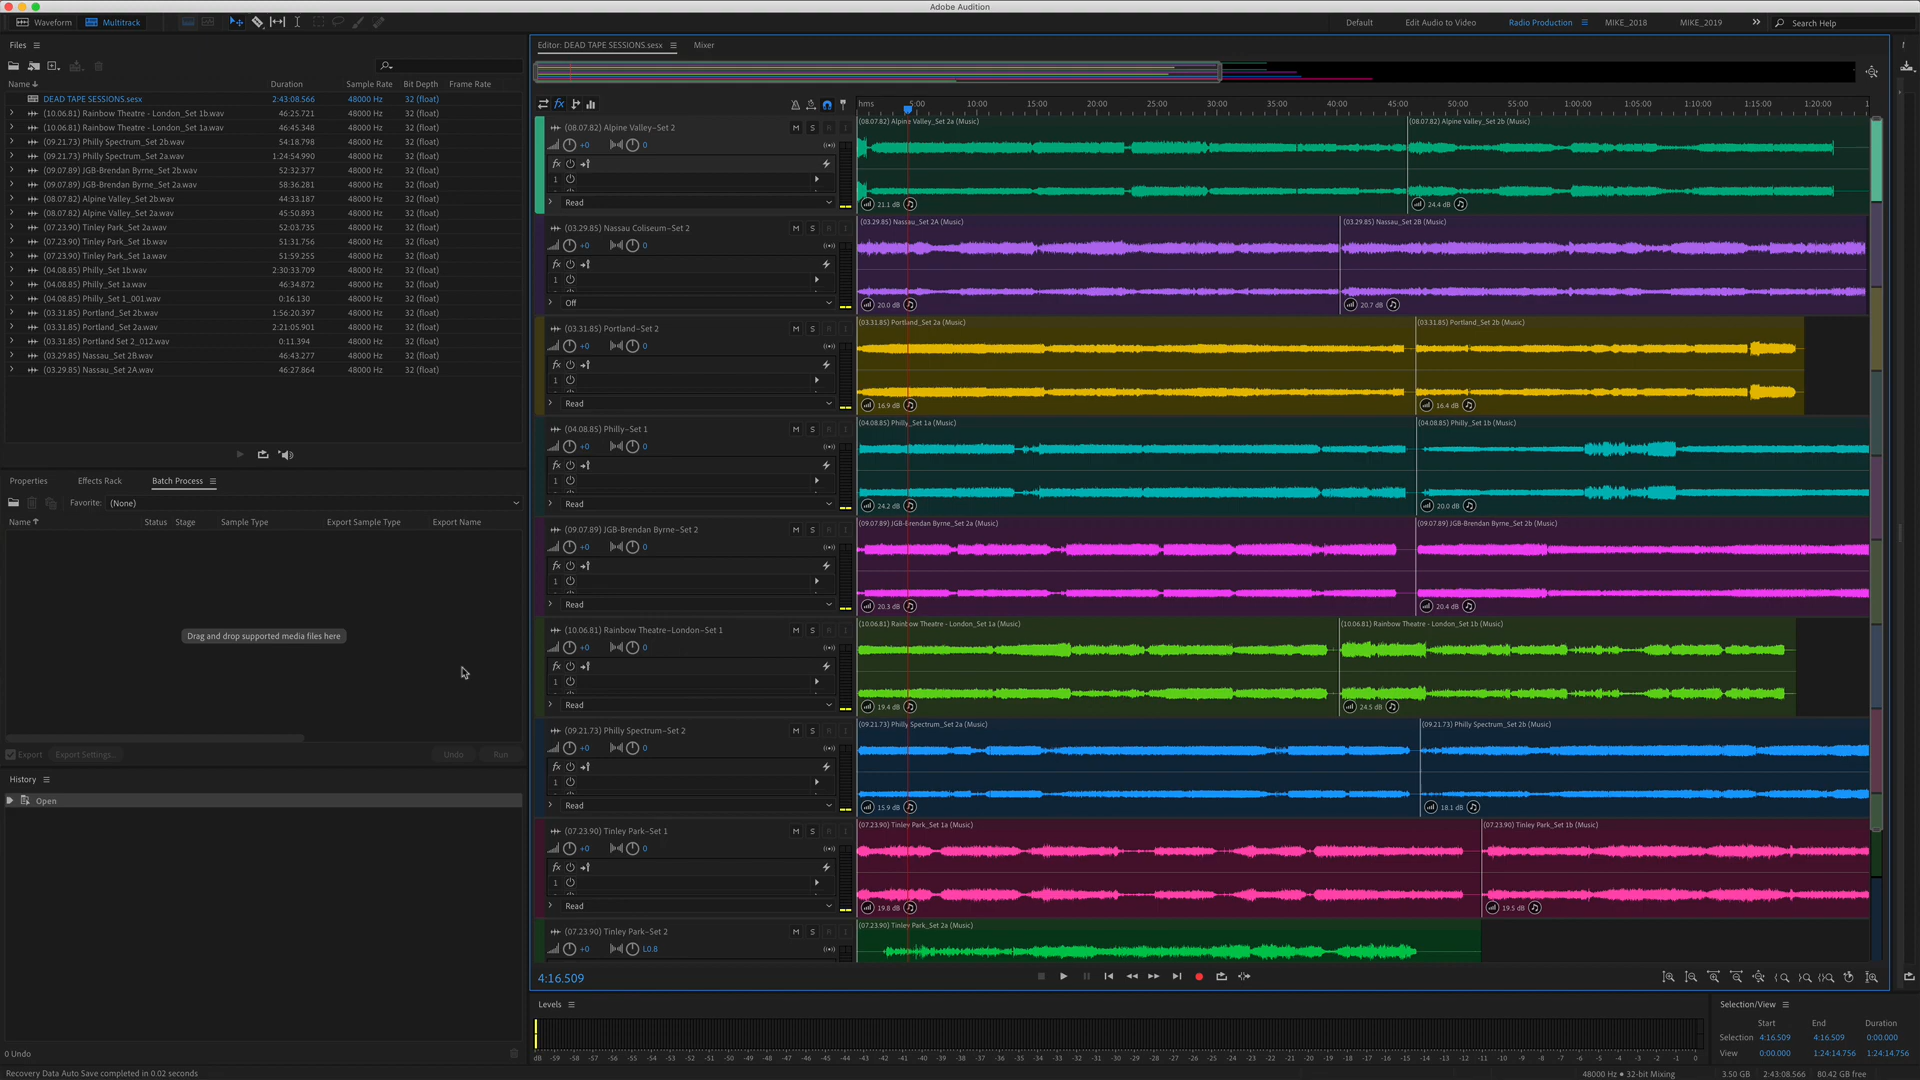 Adobe Audition
Waveform Multitrack Default Edit Audio to Video Radio Production MIKE_2018 MIKE_2019 Search Help
Files
Name Duration Sample Rate Bit Depth Frame Rate
DEAD TAPE SESSIONS.sesx 2:43:08.566 48000 Hz 32 (float)
(10.06.81) Rainbow Theatre - London_Set 1b.wav 46:25.721 48000 Hz 32 (float)
(10.06.81) Rainbow Theatre - London_Set 1a.wav 46:45.348 48000 Hz 32 (float)
(09.21.73) Philly Spectrum_Set 2b.wav 54:18.798 48000 Hz 32 (float)
(09.21.73) Philly Spectrum_Set 2a.wav 1:24:54.990 48000 Hz 32 (float)
(09.07.89) JGB-Brendan Byrne_Set 2b.wav 52:32.377 48000 Hz 32 (float)
(09.07.89) JGB-Brendan Byrne_Set 2a.wav 58:36.281 48000 Hz 32 (float)
(08.07.82) Alpine Valley_Set 2b.wav 44:33.187 48000 Hz 32 (float)
(08.07.82) Alpine Valley_Set 2a.wav 45:50.893 48000 Hz 32 (float)
(07.23.90) Tinley Park_Set 2a.wav 52:03.735 48000 Hz 32 (float)
(07.23.90) Tinley Park_Set 1b.wav 51:31.756 48000 Hz 32 (float)
(07.23.90) Tinley Park_Set 1a.wav 51:59.255 48000 Hz 32 (float)
(04.08.85) Philly_Set 1b.wav 2:30:33.709 48000 Hz 32 (float)
(04.08.85) Philly_Set 1a.wav 46:34.872 48000 Hz 32 (float)
(04.08.85) Philly_Set 1_001.wav 0:16.130 48000 Hz 32 (float)
(03.31.85) Portland_Set 2b.wav 1:56:20.397 48000 Hz 32 (float)
(03.31.85) Portland_Set 2a.wav 2:21:05.901 48000 Hz 32 (float)
(03.31.85) Portland Set 2_012.wav 0:11.394 48000 Hz 32 (float)
(03.29.85) Nassau_Set 2B.wav 46:43.277 48000 Hz 32 (float)
(03.29.85) Nassau_Set 2A.wav 46:27.864 48000 Hz 32 (float)
Properties Effects Rack Batch Process
Favorite: (None)
Name Status Stage Sample Type Export Sample Type Export Name
Drag and drop supported media files here
Export Export Settings... Undo Run
History
Open
0 Undo
Recovery Data Auto Save completed in 0.02 seconds
Editor: DEAD TAPE SESSIONS.sesx Mixer
fx hms 5:00 10:00 15:00 20:00 25:00 30:00 35:00 40:00 45:00 50:00 55:00 1:00:00 1:05:00 1:10:00 1:15:00 1:20:00
(08.07.82) Alpine Valley-Set 2 M S R I
+0 0
fx
1
Read
(08.07.82) Alpine Valley_Set 2a (Music) (08.07.82) Alpine Valley_Set 2b (Music)
21.1 dB 24.4 dB
(03.29.85) Nassau Coliseum-Set 2 M S R I
+0 0
fx
1
Off
(03.29.85) Nassau_Set 2A (Music) (03.29.85) Nassau_Set 2B (Music)
20.0 dB 20.7 dB
(03.31.85) Portland-Set 2 M S R I
+0 0
fx
1
Read
(03.31.85) Portland_Set 2a (Music) (03.31.85) Portland_Set 2b (Music)
16.9 dB 16.4 dB
(04.08.85) Philly-Set 1 M S R I
+0 0
fx
1
Read
(04.08.85) Philly_Set 1a (Music) (04.08.85) Philly_Set 1b (Music)
24.2 dB 20.0 dB
(09.07.89) JGB-Brendan Byrne-Set 2 M S R I
+0 0
fx
1
Read
(09.07.89) JGB-Brendan Byrne_Set 2a (Music) (09.07.89) JGB-Brendan Byrne_Set 2b (Music)
20.3 dB 20.4 dB
(10.06.81) Rainbow Theatre-London-Set 1 M S R I
+0 0
fx
1
Read
(10.06.81) Rainbow Theatre - London_Set 1a (Music) (10.06.81) Rainbow Theatre - London_Set 1b (Music)
19.4 dB 24.5 dB
(09.21.73) Philly Spectrum-Set 2 M S R I
+0 0
fx
1
Read
(09.21.73) Philly Spectrum_Set 2a (Music) (09.21.73) Philly Spectrum_Set 2b (Music)
15.9 dB 18.1 dB
(07.23.90) Tinley Park-Set 1 M S R I
+0 0
fx
1
Read
(07.23.90) Tinley Park_Set 1a (Music) (07.23.90) Tinley Park_Set 1b (Music)
19.8 dB 19.5 dB
(07.23.90) Tinley Park-Set 2 M S R I
+0 L0.8
(07.23.90) Tinley Park_Set 2a (Music)
4:16.509
Levels
dB -59 -58 -57 -56 -55 -54 -53 -52 -51 -50 -49 -48 -47 -46 -45 -44 -43 -42 -41 -40 -39 -38 -37 -36 -35 -34 -33 -32 -31 -30 -29 -28 -27 -26 -25 -24 -23 -22 -21 -20 -19 -18 -17 -16 -15 -14 -13 -12 -11 -10 -9 -8 -7 -6 -5 -4 -3 -2 -1 0
Selection/View
Start End Duration
Selection 4:16.509 4:16.509 0:00.000
View 0:00.000 1:24:14.756 1:24:14.756
48000 Hz • 32-bit Mixing 3.50 GB 2:43:08.566 80.42 GB free